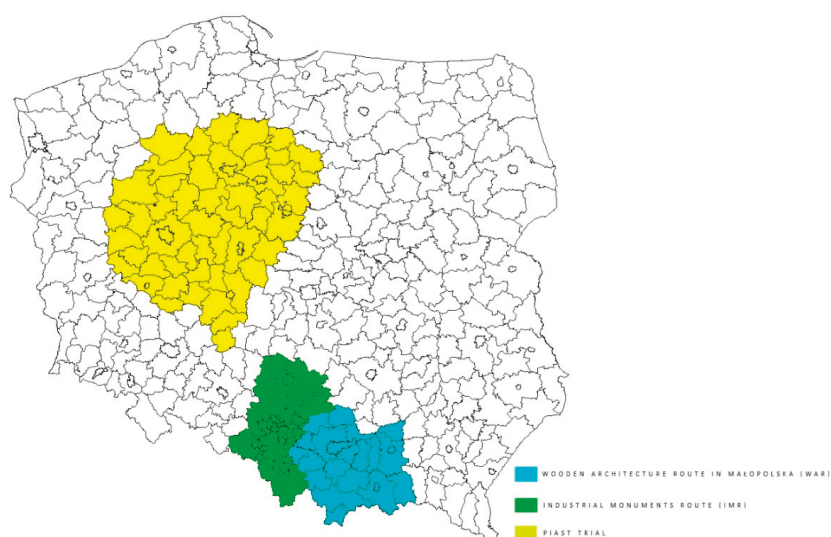 WOODEN ARCHITECTURE ROUTE IN MAŁOPOLSKA (WAR)
INDUSTRIAL MONUMENTS ROUTE (IMR)
PIAST TRIAL